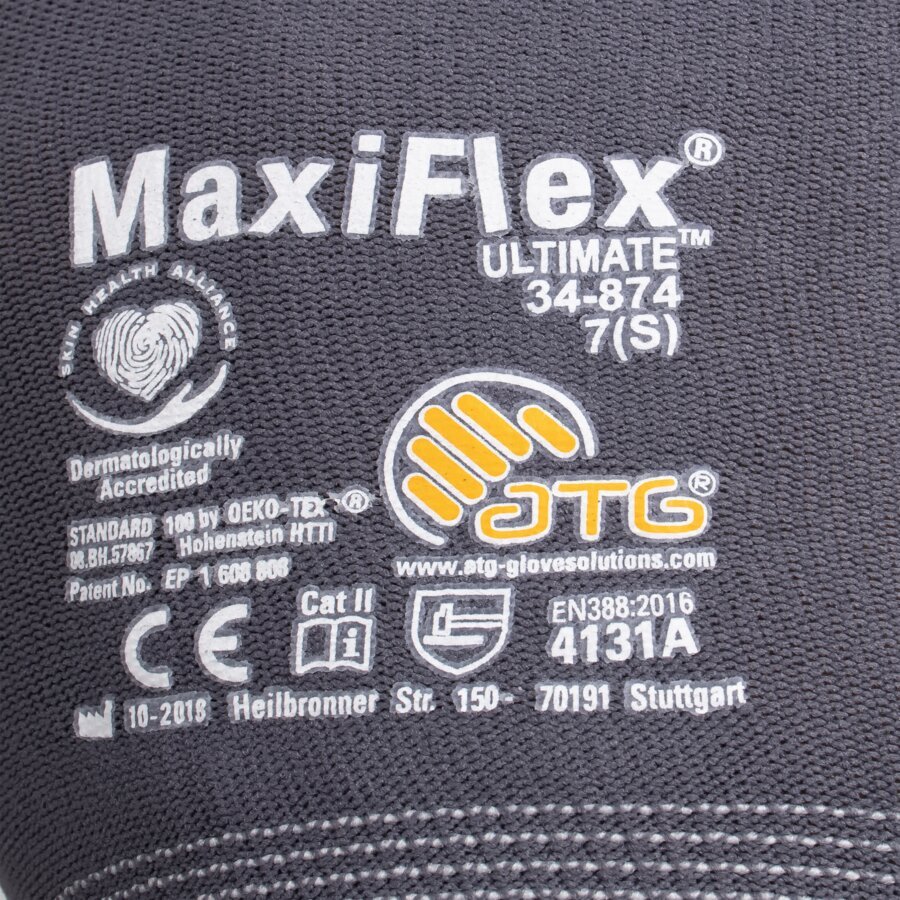 MaxiFlex®
ULTIMATE™
34-874
7(S)
SKIN HEALTH ALLIANCE
Dermatologically
Accredited
STANDARD 100 by OEKO-TEX®
08.BH.57867 Hohenstein HTTI
Patent No. EP 1 608 808
ATG®
www.atg-glovesolutions.com
CE
Cat II
i
EN388:2016
4131A
10-2018 Heilbronner Str. 150- 70191 Stuttgart